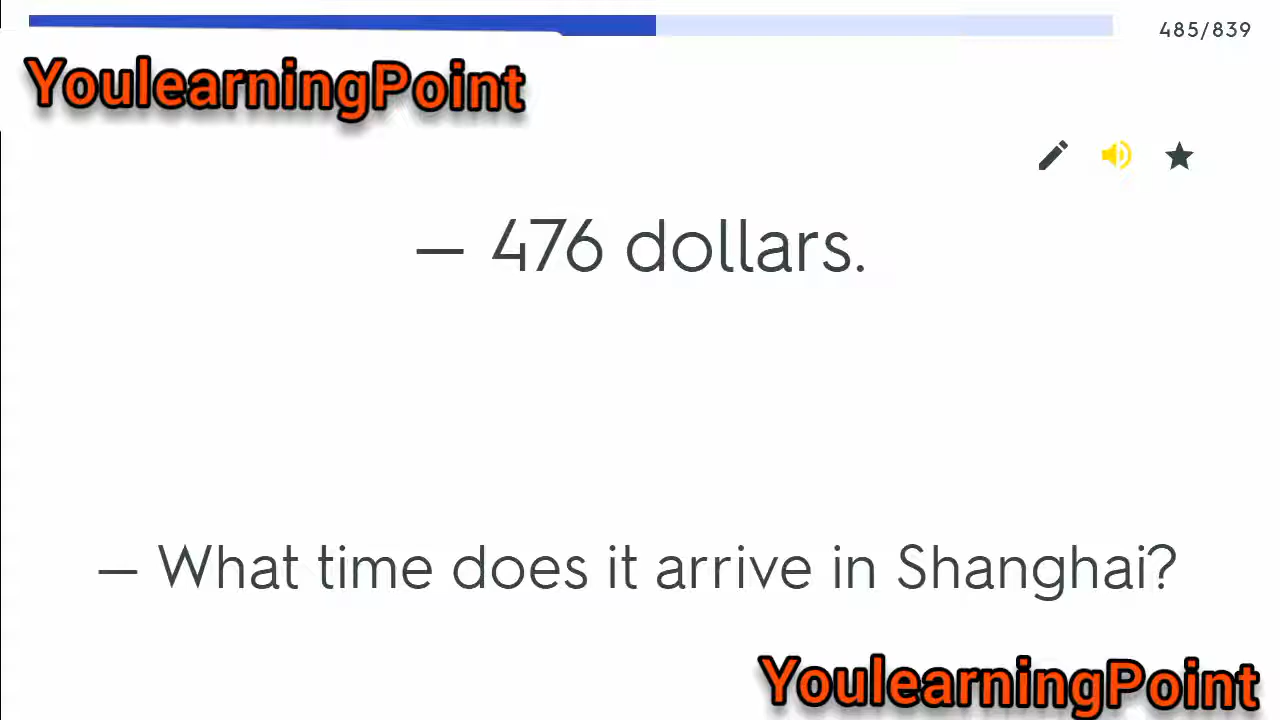 485/839
YoulearningPoint
– 476 dollars.
– What time does it arrive in Shanghai?
YoulearningPoint